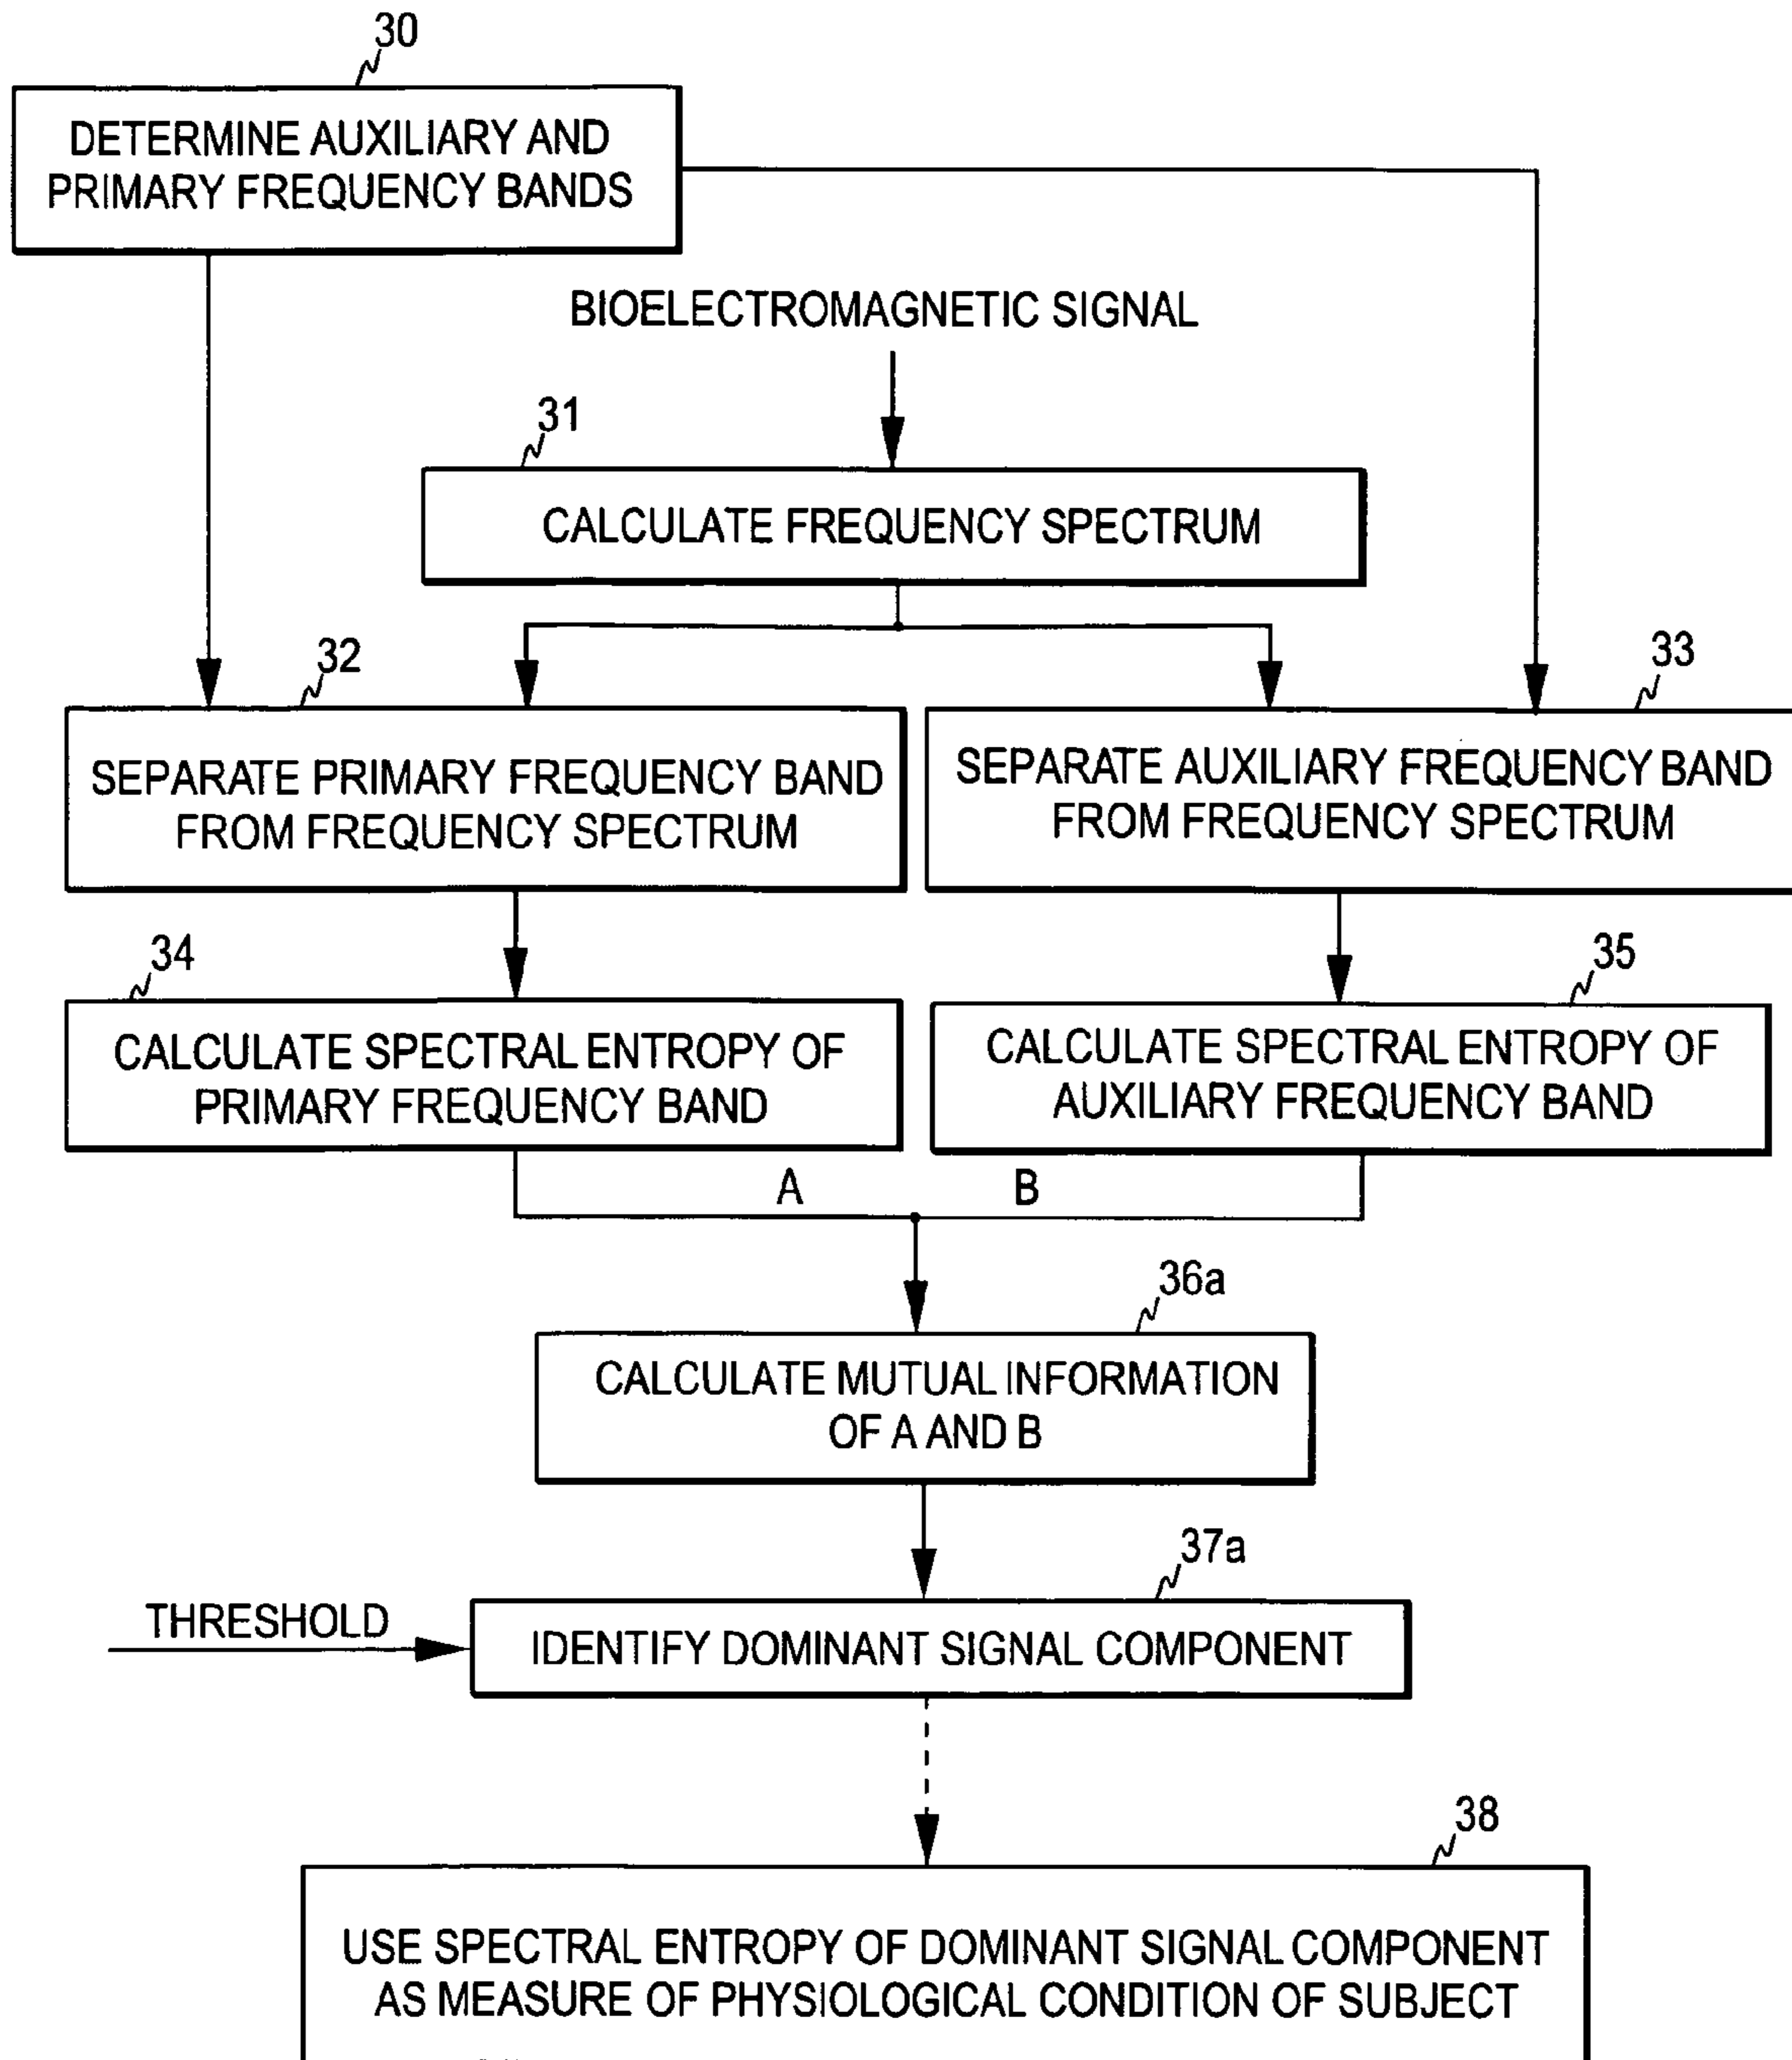 30
DETERMINE AUXILIARY AND
PRIMARY FREQUENCY BANDS
BIOELECTROMAGNETIC SIGNAL
31
CALCULATE FREQUENCY SPECTRUM
32
33
SEPARATE PRIMARY FREQUENCY BAND
FROM FREQUENCY SPECTRUM
SEPARATE AUXILIARY FREQUENCY BAND
FROM FREQUENCY SPECTRUM
34
35
CALCULATE SPECTRAL ENTROPY OF
PRIMARY FREQUENCY BAND
CALCULATE SPECTRAL ENTROPY OF
AUXILIARY FREQUENCY BAND
A
B
36a
CALCULATE MUTUAL INFORMATION
OF A AND B
37a
THRESHOLD
IDENTIFY DOMINANT SIGNAL COMPONENT
38
USE SPECTRAL ENTROPY OF DOMINANT SIGNAL COMPONENT
AS MEASURE OF PHYSIOLOGICAL CONDITION OF SUBJECT